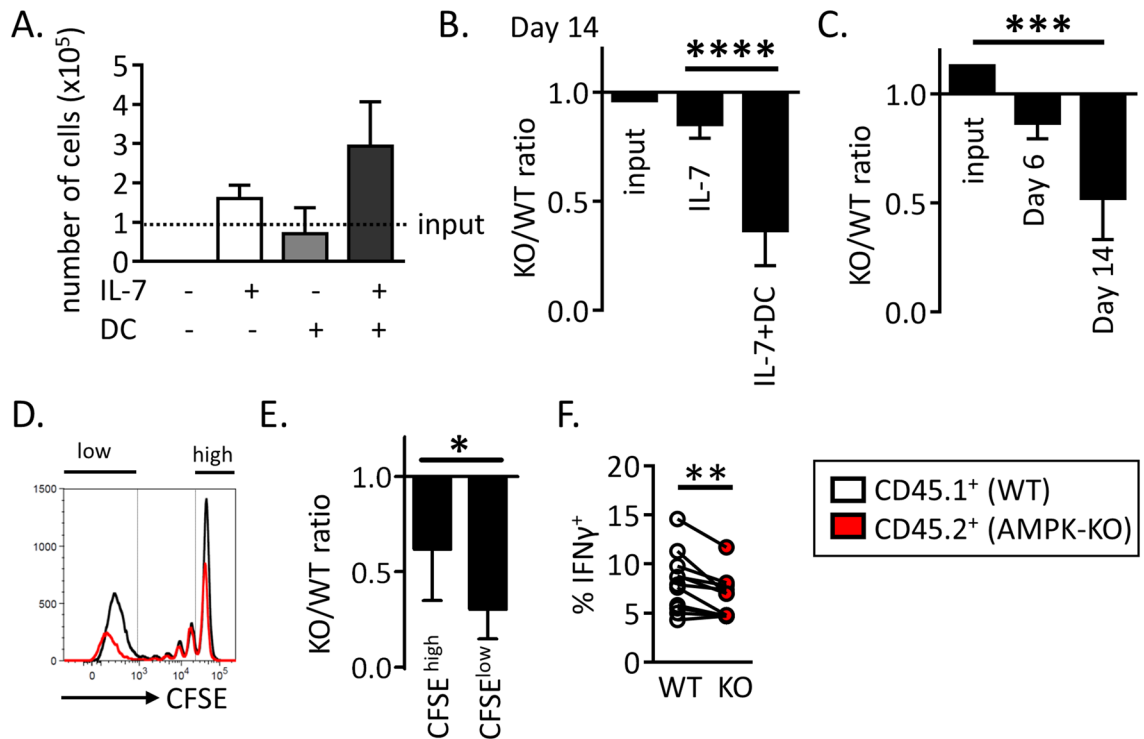 A.
number of cells (x10⁵)
5
4
3
2
1
0
input
IL-7 - + - +
DC - - + +
B.
Day 14
****
KO/WT ratio
1.0
0.5
0.0
input
IL-7
IL-7+DC
C.
***
KO/WT ratio
1.0
0.5
0.0
input
Day 6
Day 14
D.
low
high
1500
1000
500
0
0 10³ 10⁴ 10⁵
CFSE
E.
*
KO/WT ratio
1.0
0.5
0.0
CFSE high
CFSE low
F.
**
% IFNγ⁺
20
15
10
5
0
WT KO
CD45.1⁺ (WT)
CD45.2⁺ (AMPK-KO)